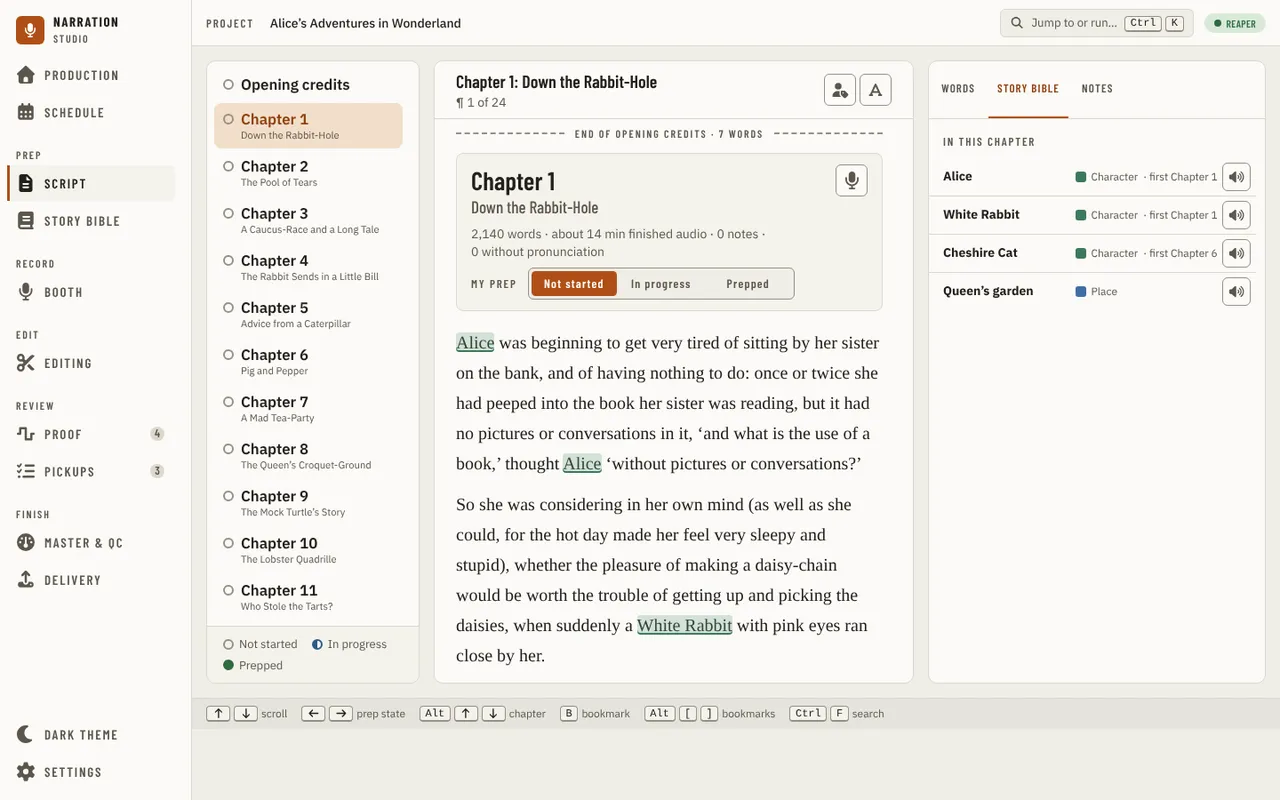 NARRATION
STUDIO
PRODUCTION
SCHEDULE
PREP
SCRIPT
STORY BIBLE
RECORD
BOOTH
EDIT
EDITING
REVIEW
PROOF 4
PICKUPS 3
FINISH
MASTER & QC
DELIVERY
DARK THEME
SETTINGS
PROJECT Alice’s Adventures in Wonderland
Jump to or run… Ctrl K
REAPER
Opening credits
Chapter 1
Down the Rabbit-Hole
Chapter 2
The Pool of Tears
Chapter 3
A Caucus-Race and a Long Tale
Chapter 4
The Rabbit Sends in a Little Bill
Chapter 5
Advice from a Caterpillar
Chapter 6
Pig and Pepper
Chapter 7
A Mad Tea-Party
Chapter 8
The Queen’s Croquet-Ground
Chapter 9
The Mock Turtle’s Story
Chapter 10
The Lobster Quadrille
Chapter 11
Who Stole the Tarts?
Not started In progress
Prepped
Chapter 1: Down the Rabbit-Hole
¶ 1 of 24
A
END OF OPENING CREDITS · 7 WORDS
Chapter 1
Down the Rabbit-Hole
2,140 words · about 14 min finished audio · 0 notes ·
0 without pronunciation
MY PREP Not started In progress Prepped
Alice was beginning to get very tired of sitting by her sister
on the bank, and of having nothing to do: once or twice she
had peeped into the book her sister was reading, but it had
no pictures or conversations in it, ‘and what is the use of a
book,’ thought Alice ‘without pictures or conversations?’
So she was considering in her own mind (as well as she
could, for the hot day made her feel very sleepy and
stupid), whether the pleasure of making a daisy-chain
would be worth the trouble of getting up and picking the
daisies, when suddenly a White Rabbit with pink eyes ran
close by her.
WORDS STORY BIBLE NOTES
IN THIS CHAPTER
Alice Character · first Chapter 1
White Rabbit Character · first Chapter 1
Cheshire Cat Character · first Chapter 6
Queen’s garden Place
↑ ↓ scroll ← → prep state Alt ↑ ↓ chapter B bookmark Alt [ ] bookmarks Ctrl F search